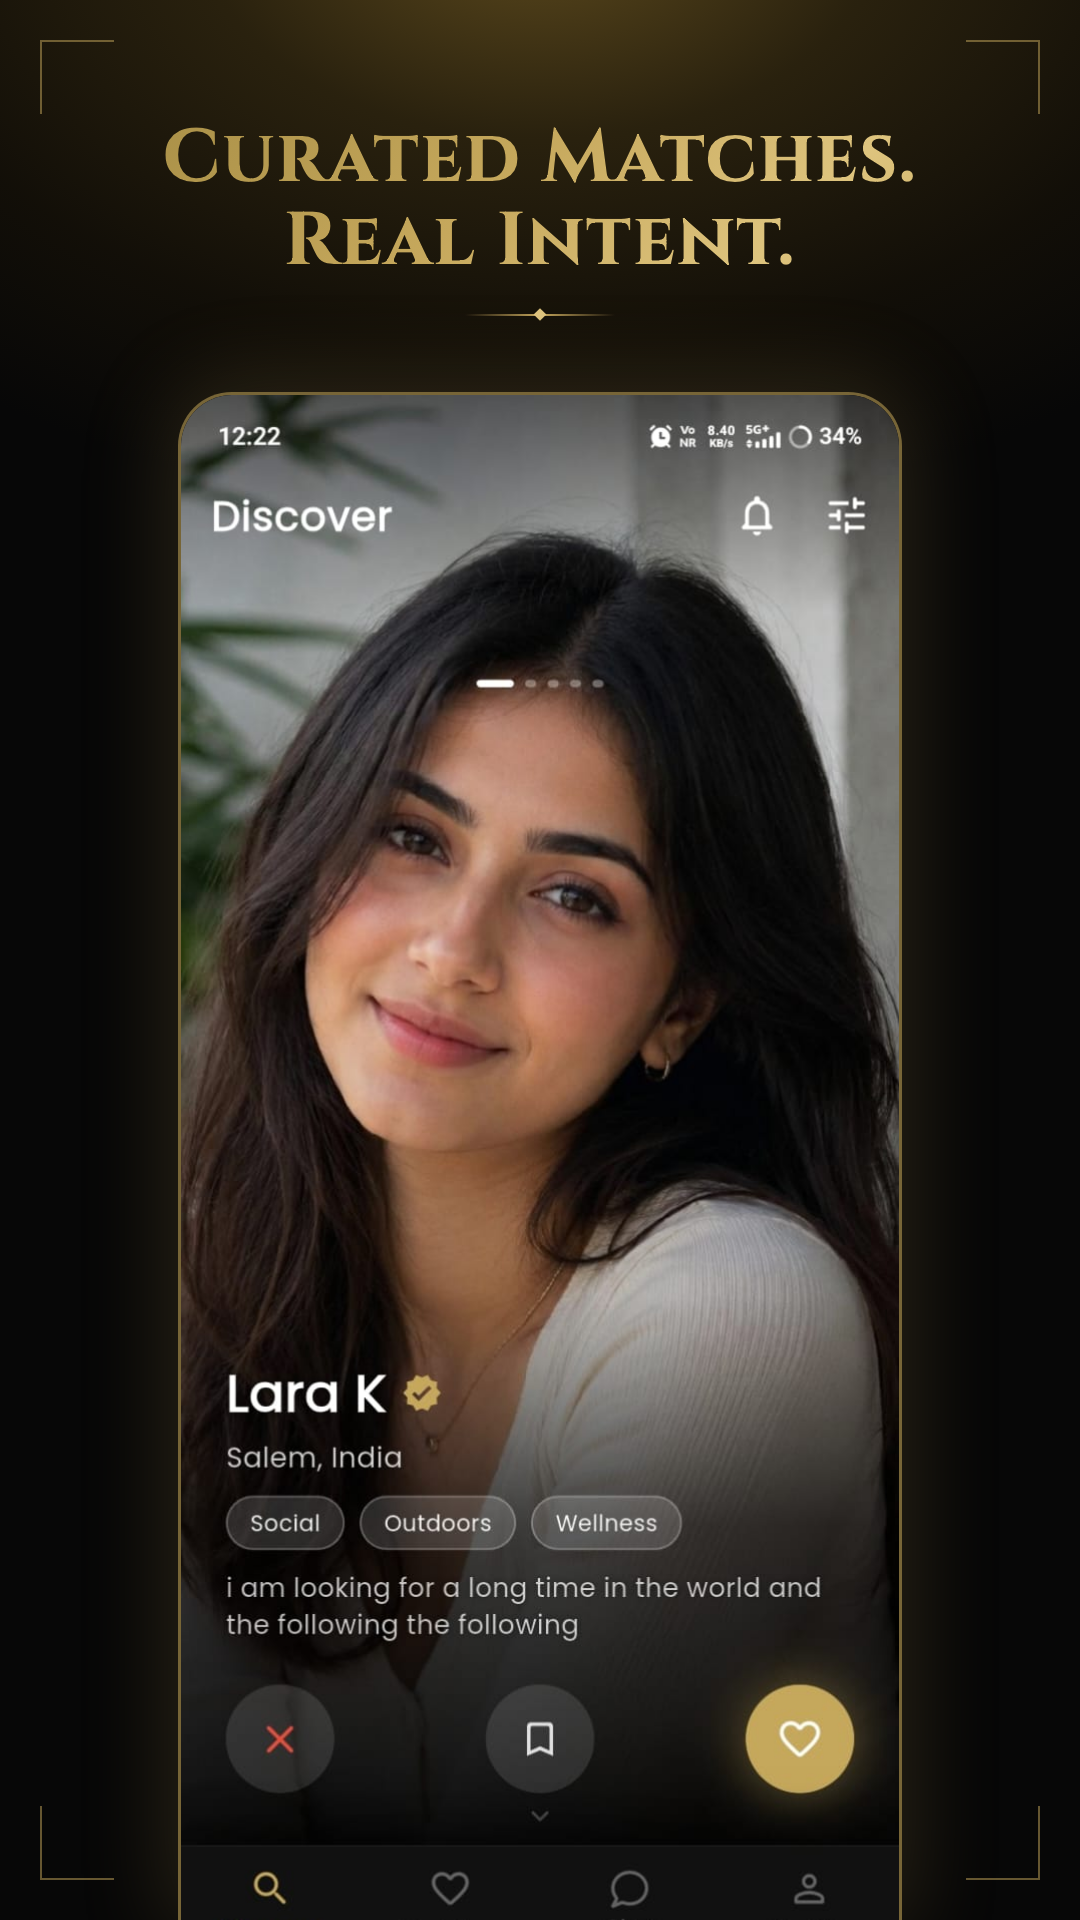 Curated Matches.
Real Intent.
12:22
Vo
NR
8.40
KB/s
5G+
34%
Discover
Lara K
Salem, India
Social
Outdoors
Wellness
i am looking for a long time in the world and
the following the following